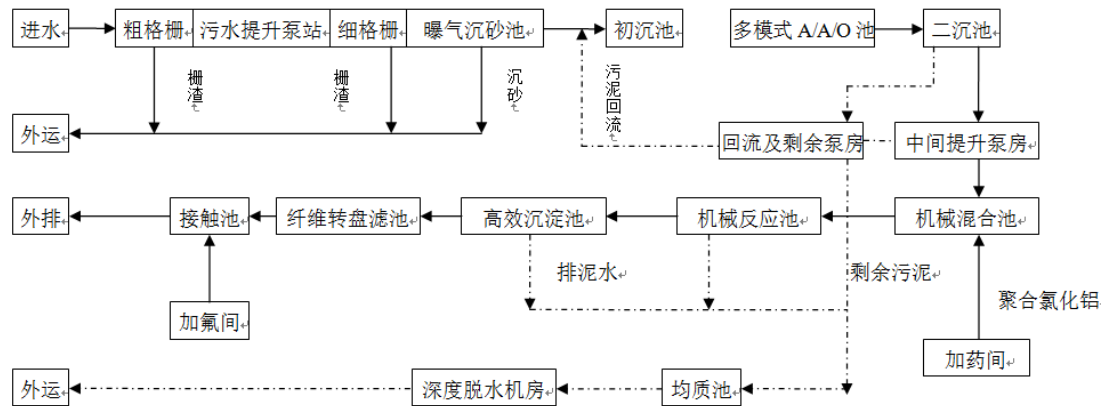 进水
粗格栅
污水提升泵站
细格栅
曝气沉砂池
初沉池
多模式 A/A/O 池
二沉池
栅渣
栅渣
沉砂
污泥回流
外运
回流及剩余泵房
中间提升泵房
外排
接触池
纤维转盘滤池
高效沉淀池
机械反应池
机械混合池
排泥水
剩余污泥
聚合氯化铝
加氟间
加药间
外运
深度脱水机房
均质池